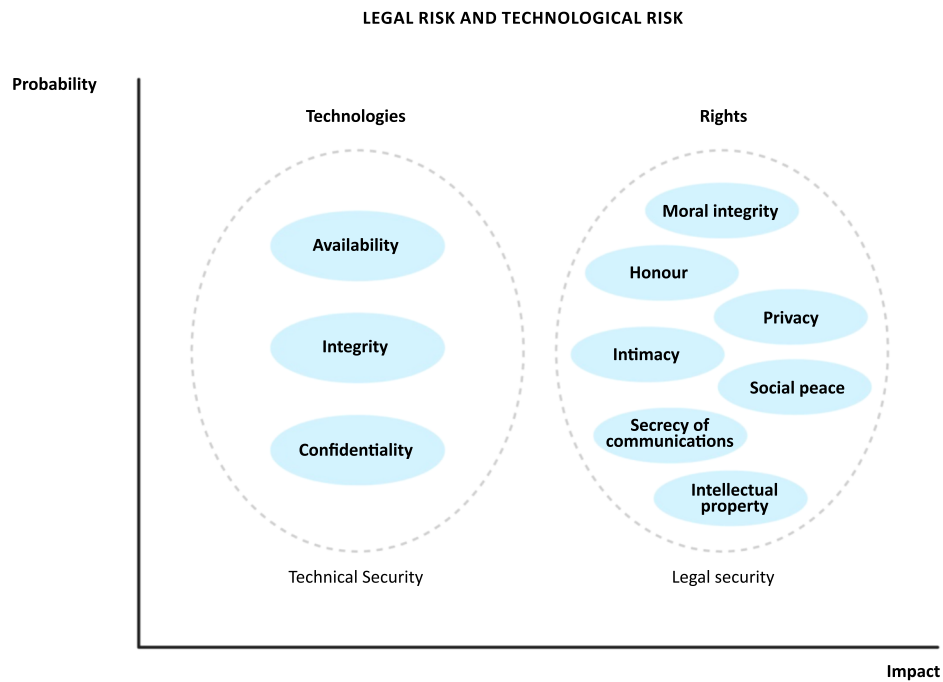 LEGAL RISK AND TECHNOLOGICAL RISK
Probability
Technologies
Availability
Integrity
Confidentiality
Technical Security
Rights
Moral integrity
Honour
Privacy
Intimacy
Social peace
Secrecy of
communications
Intellectual
property
Legal security
Impact